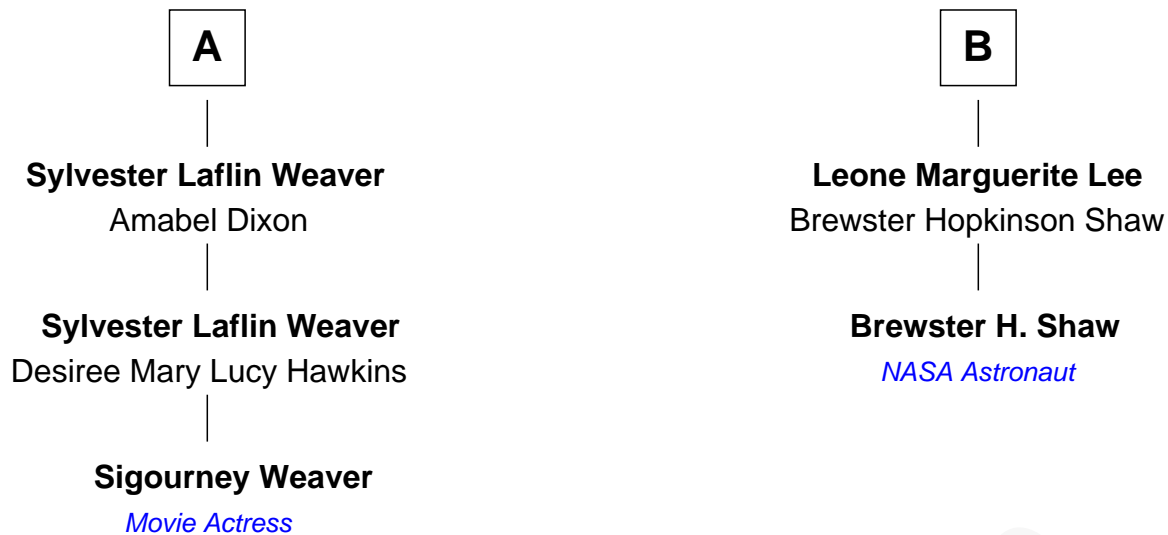 A
B
Sylvester Laflin Weaver
Amabel Dixon
Leone Marguerite Lee
Brewster Hopkinson Shaw
Sylvester Laflin Weaver
Desiree Mary Lucy Hawkins
Brewster H. Shaw
NASA Astronaut
Sigourney Weaver
Movie Actress